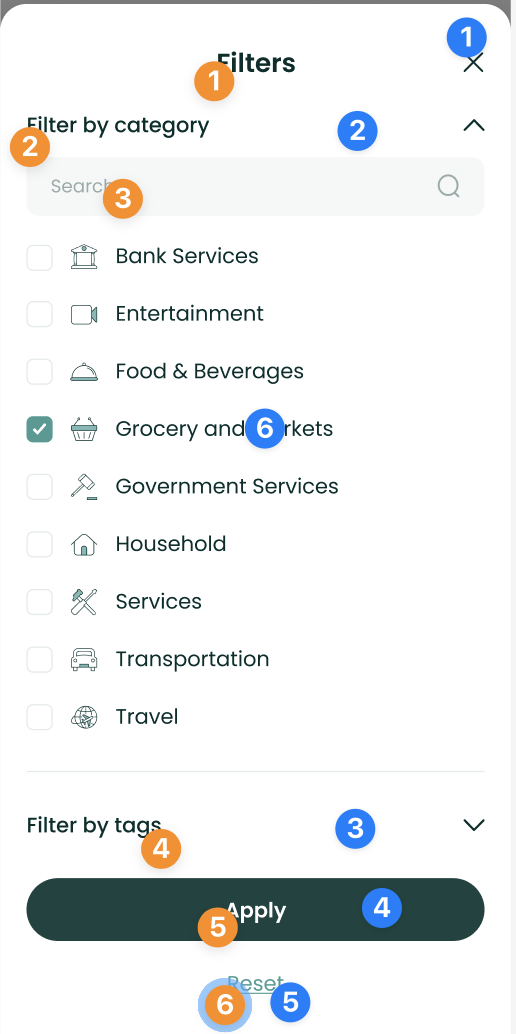 1
Filters
1
Filter by category
2
2
Search
3
Bank Services
Entertainment
Food & Beverages
Grocery and 6 rkets
Government Services
Household
Services
Transportation
Travel
Filter by tags
3
4
Apply
4
5
Reset
6
5